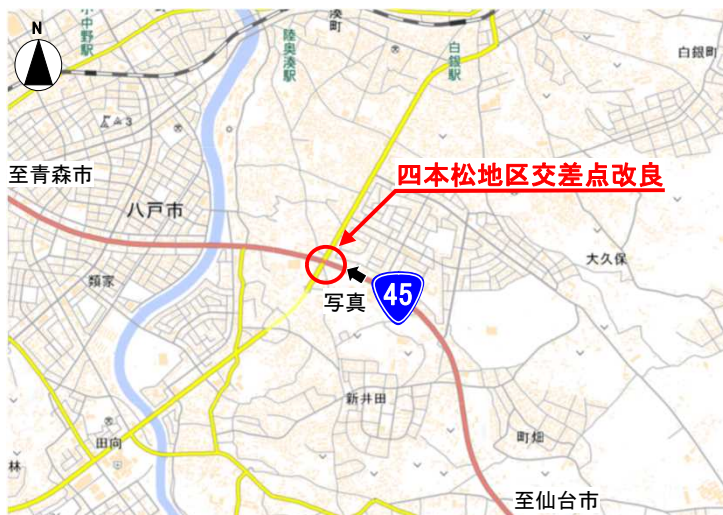 N
小中野駅
陸奥湊駅
湊町
白銀駅
白銀町
3
至青森市
四本松地区交差点改良
八戸市
類家
大久保
写真
45
新井田
田向
町畑
林
至仙台市